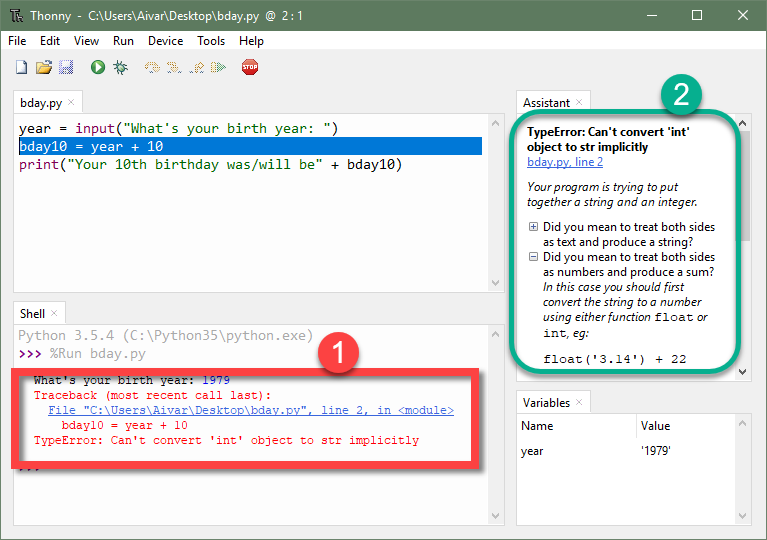 Thonny - C:\Users\Aivar\Desktop\bday.py @ 2 : 1
File Edit View Run Device Tools Help
STOP
bday.py
year = input("What's your birth year: ")
bday10 = year + 10
print("Your 10th birthday was/will be" + bday10)
Shell
Python 3.5.4 (C:\Python35\python.exe)
>>> %Run bday.py
1
What's your birth year: 1979
Traceback (most recent call last):
File "C:\Users\Aivar\Desktop\bday.py", line 2, in <module>
bday10 = year + 10
TypeError: Can't convert 'int' object to str implicitly
>>>
Assistant
2
TypeError: Can't convert 'int'
object to str implicitly
bday.py, line 2
Your program is trying to put
together a string and an integer.
Did you mean to treat both sides
as text and produce a string?
Did you mean to treat both sides
as numbers and produce a sum?
In this case you should first
convert the string to a number
using either function float or
int, eg:
float('3.14') + 22
Variables
Name Value
year '1979'